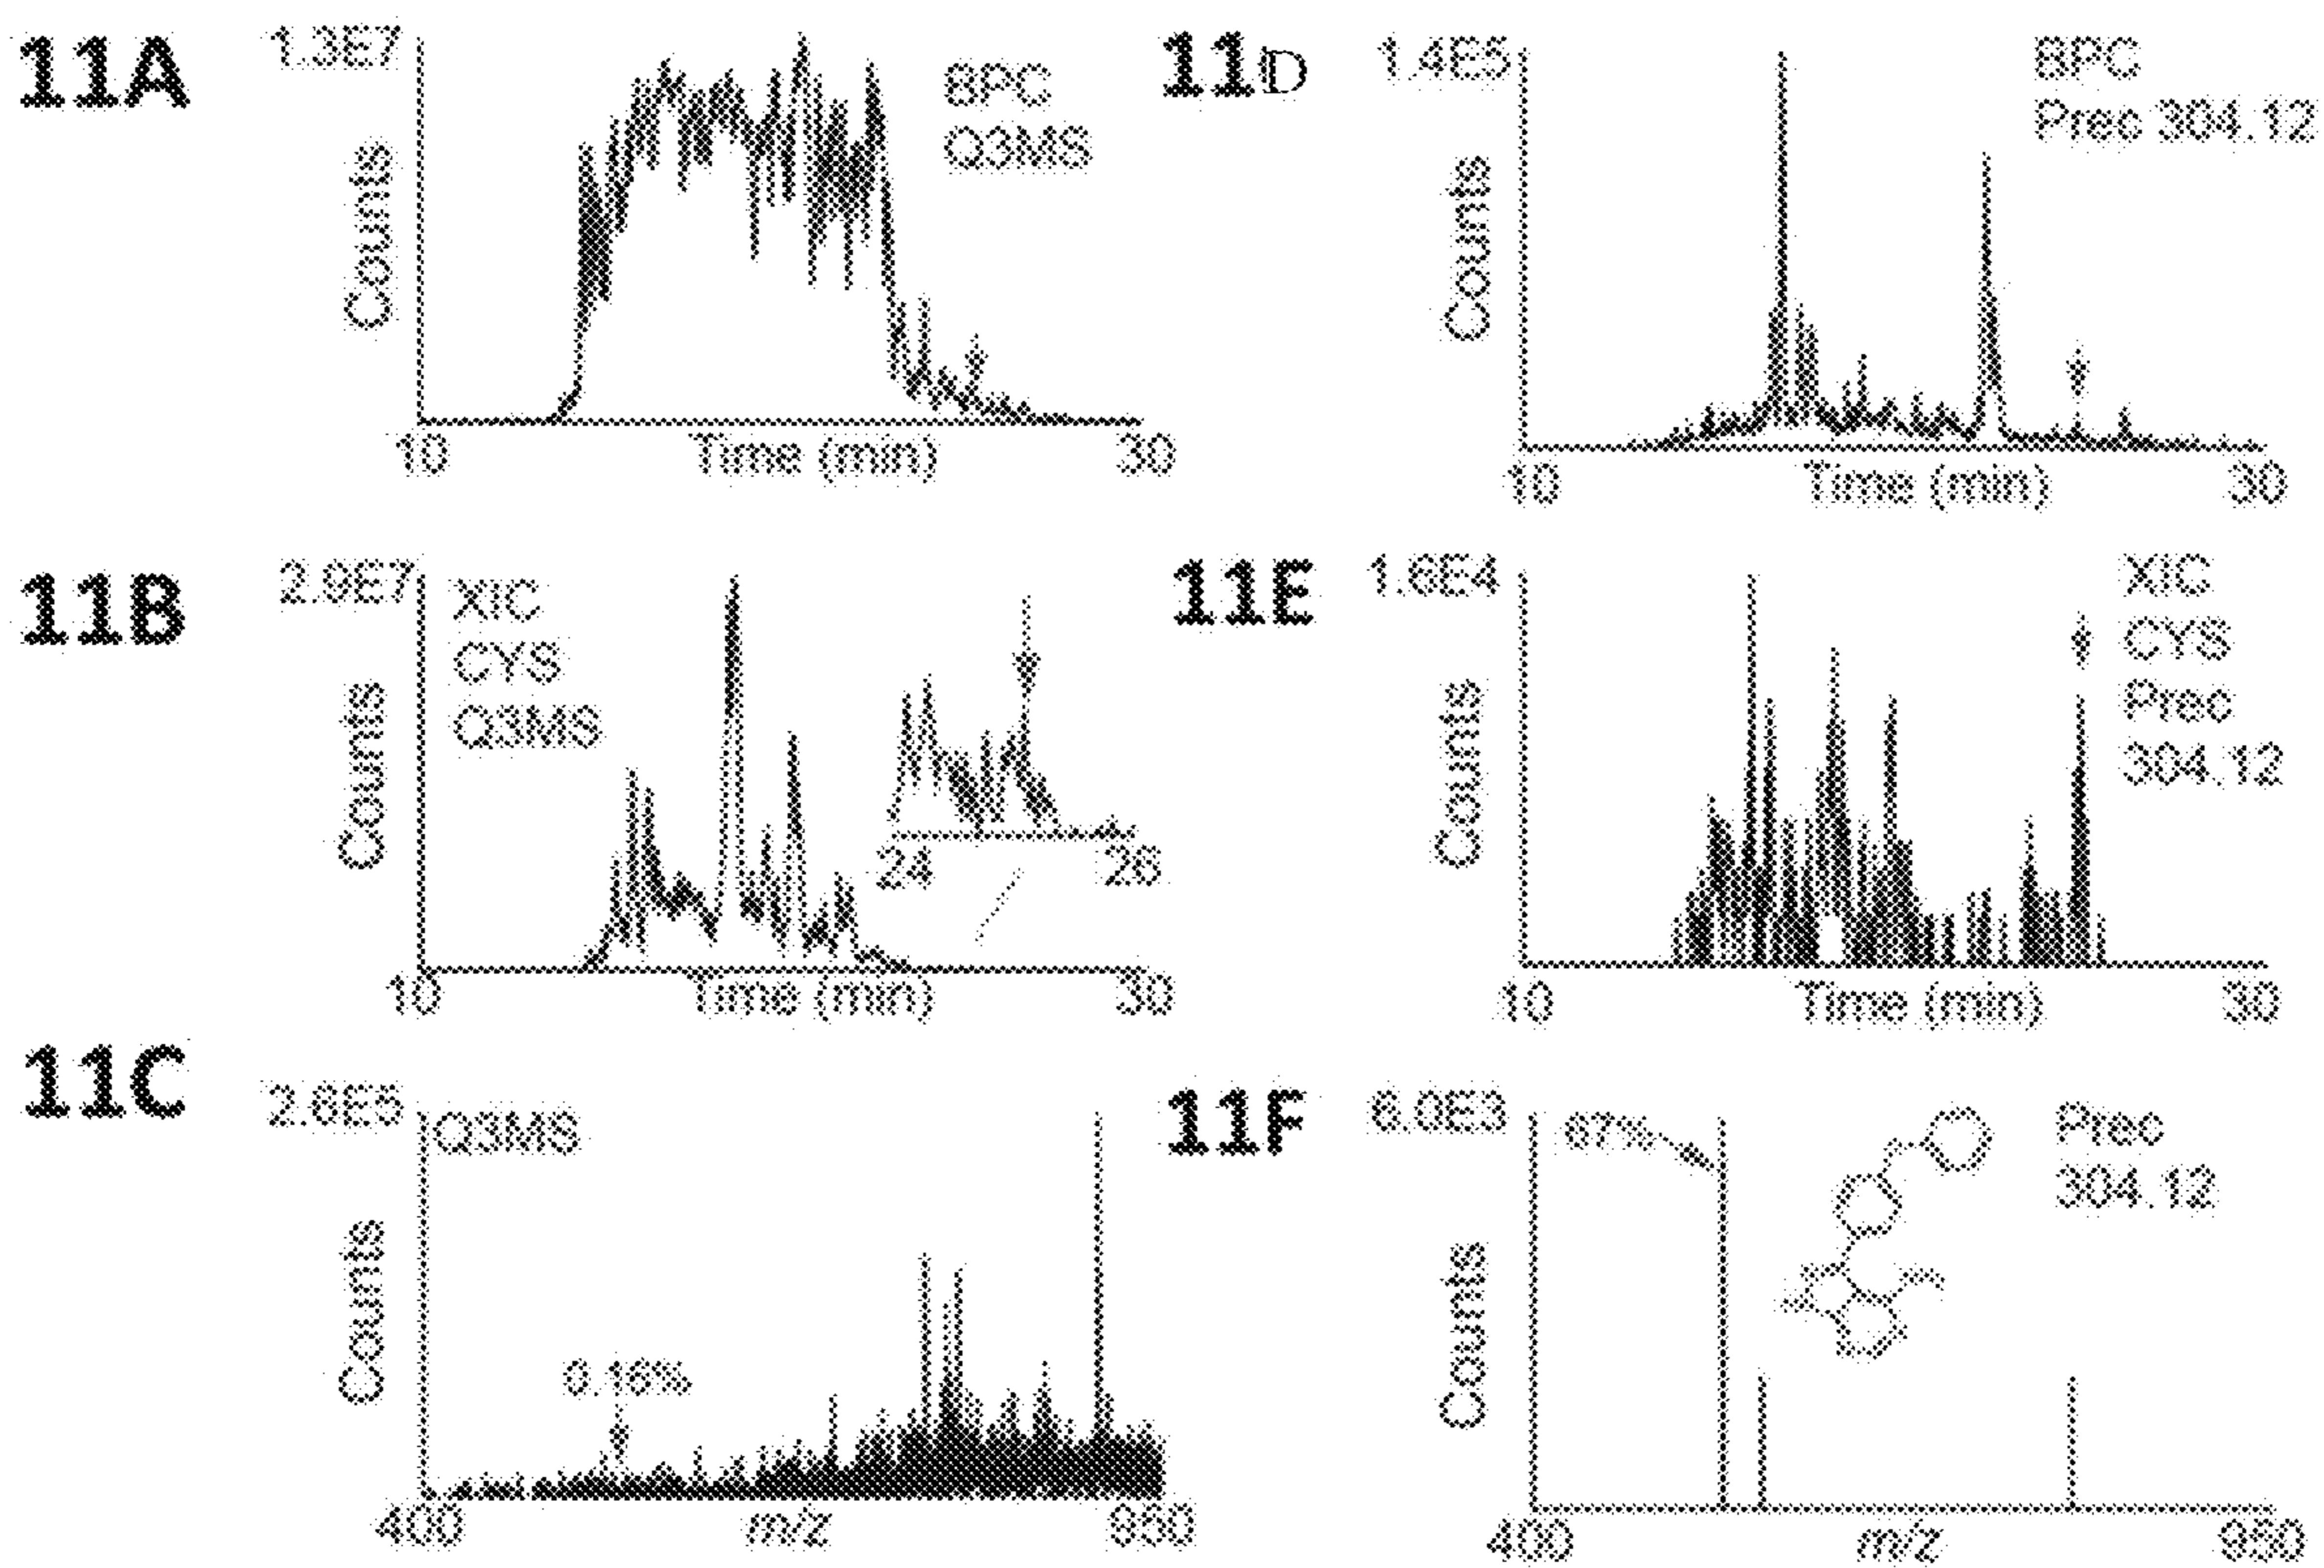 11A
1.3E7
BPC
Q3MS
Counts
10
Time (min)
30
11D
1.4E5
BPC
Prec 304.12
Counts
10
Time (min)
30
11B
2.9E7
XIC
CYS
Q3MS
Counts
24
26
10
Time (min)
30
11E
1.6E4
XIC
CYS
Prec
304.12
Counts
10
Time (min)
30
11C
2.6E5
Q3MS
Counts
0.16%
400
m/z
11F
6.0E3
67%
Prec
304.12
Counts
400
m/z
950